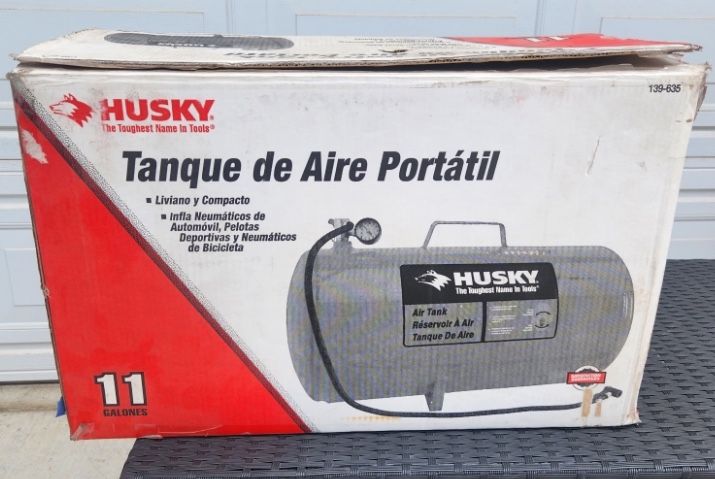 11
139-635
HUSKY
The Toughest Name In Tools®
Tanque de Aire Portátil
Liviano y Compacto
Infla Neumáticos de
Automóvil, Pelotas
Deportivas y Neumáticos
de Bicicleta
HUSKY
The Toughest Name In Tools®
Air Tank
Réservoir À Air
Tanque De Aire
11
GALONES